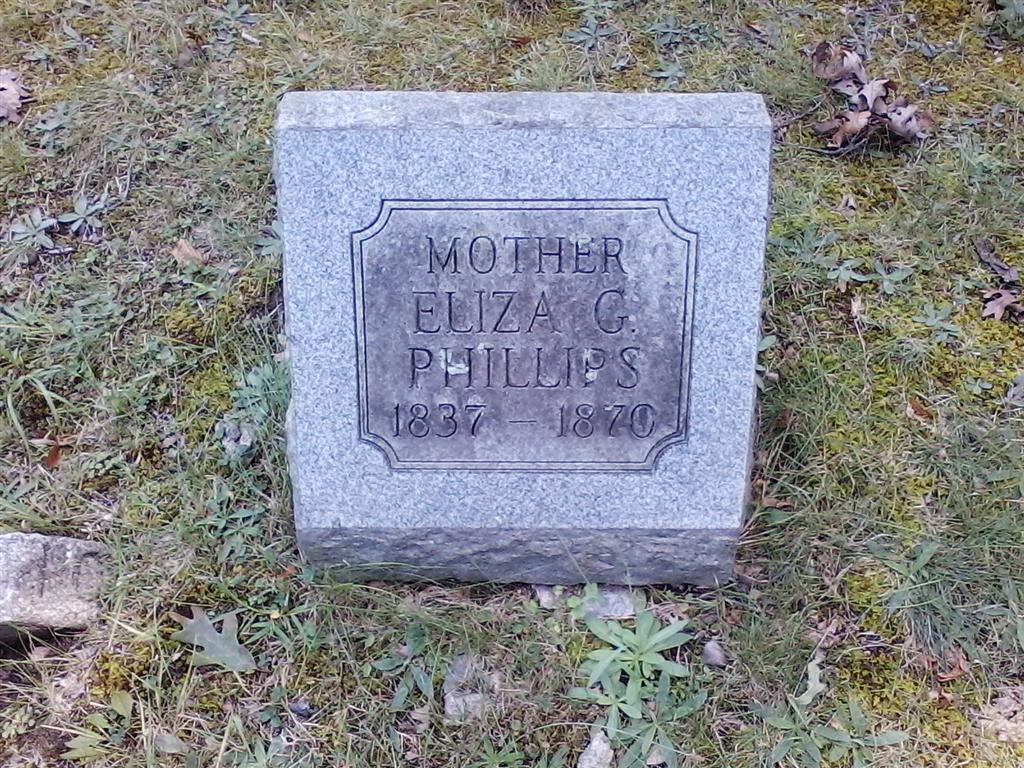 MOTHER
ELIZA G.
PHILLIPS
1837 – 1870